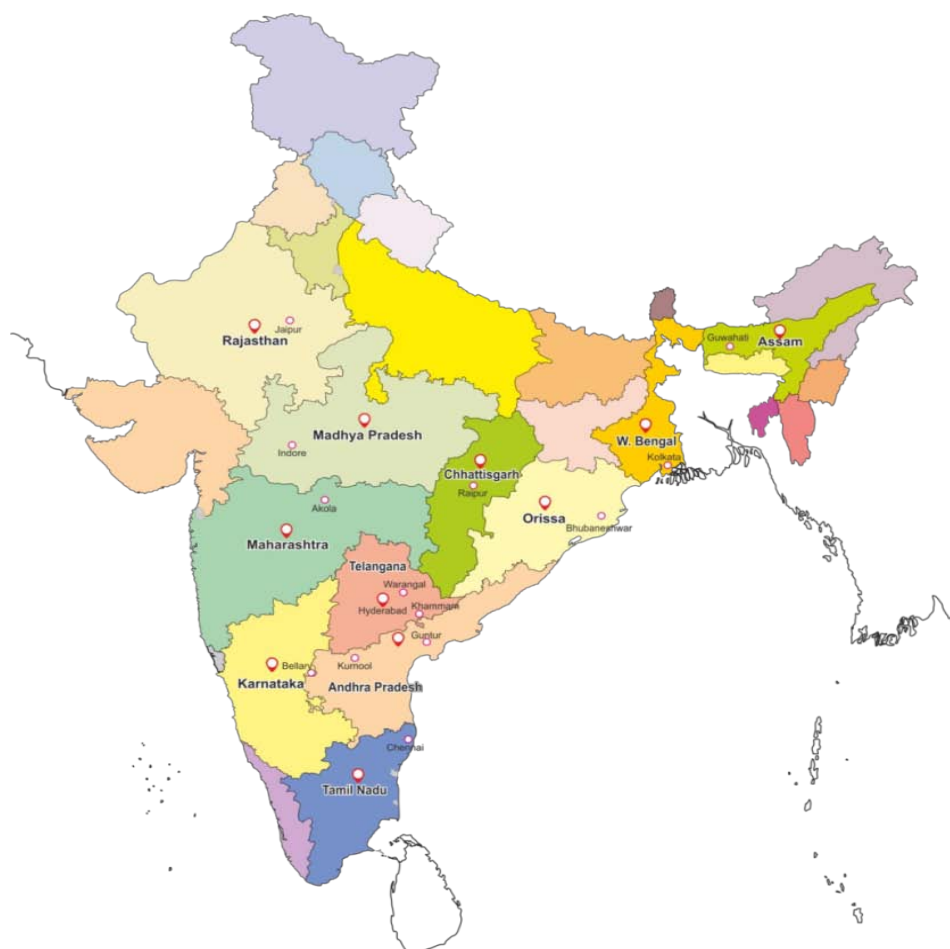 Jaipur
Rajasthan
Guwahati
Assam
Madhya Pradesh
Indore
W. Bengal
Kolkata
Chhattisgarh
Raipur
Akola
Orissa
Bhubaneshwar
Maharashtra
Telangana
Warangal
Hyderabad
Khammam
Guntur
Kurnool
Bellary
Karnataka
Andhra Pradesh
Chennai
Tamil Nadu